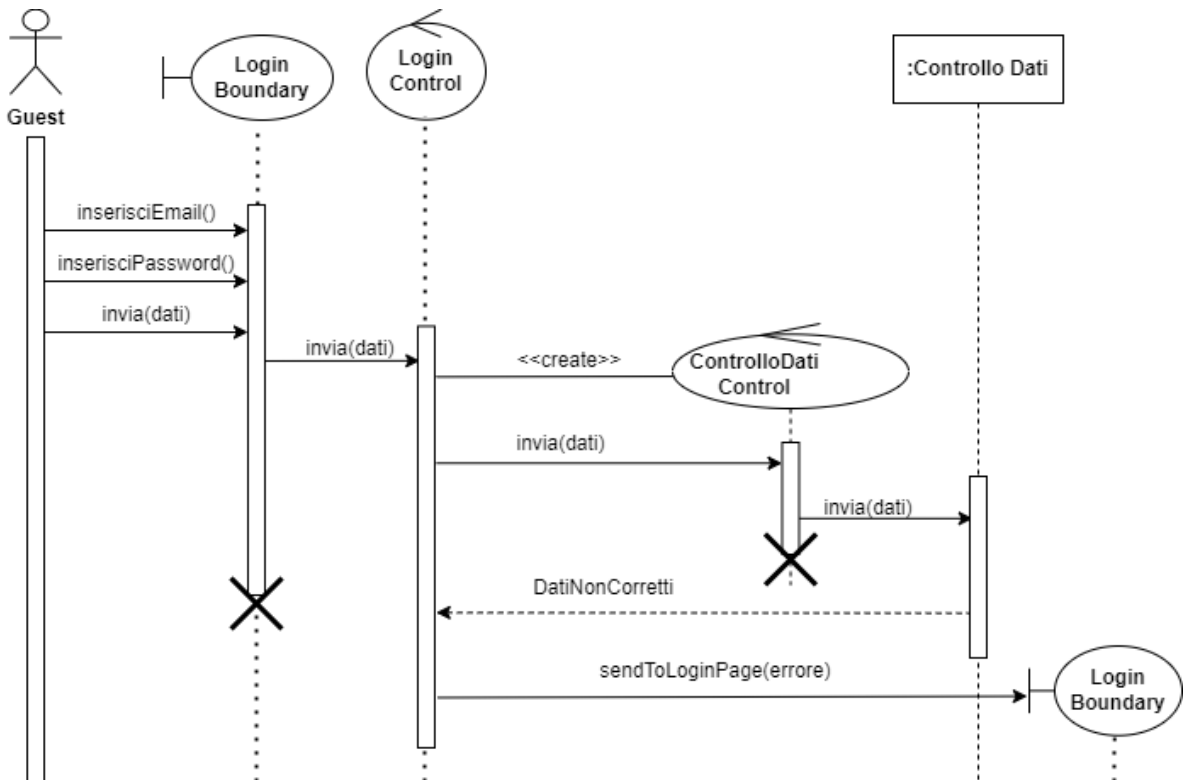 Login
Boundary
Login
Control
:Controllo Dati
Guest
inserisciEmail()
inserisciPassword()
invia(dati)
invia(dati)
<<create>>
ControlloDati
Control
invia(dati)
invia(dati)
DatiNonCorretti
sendToLoginPage(errore)
Login
Boundary